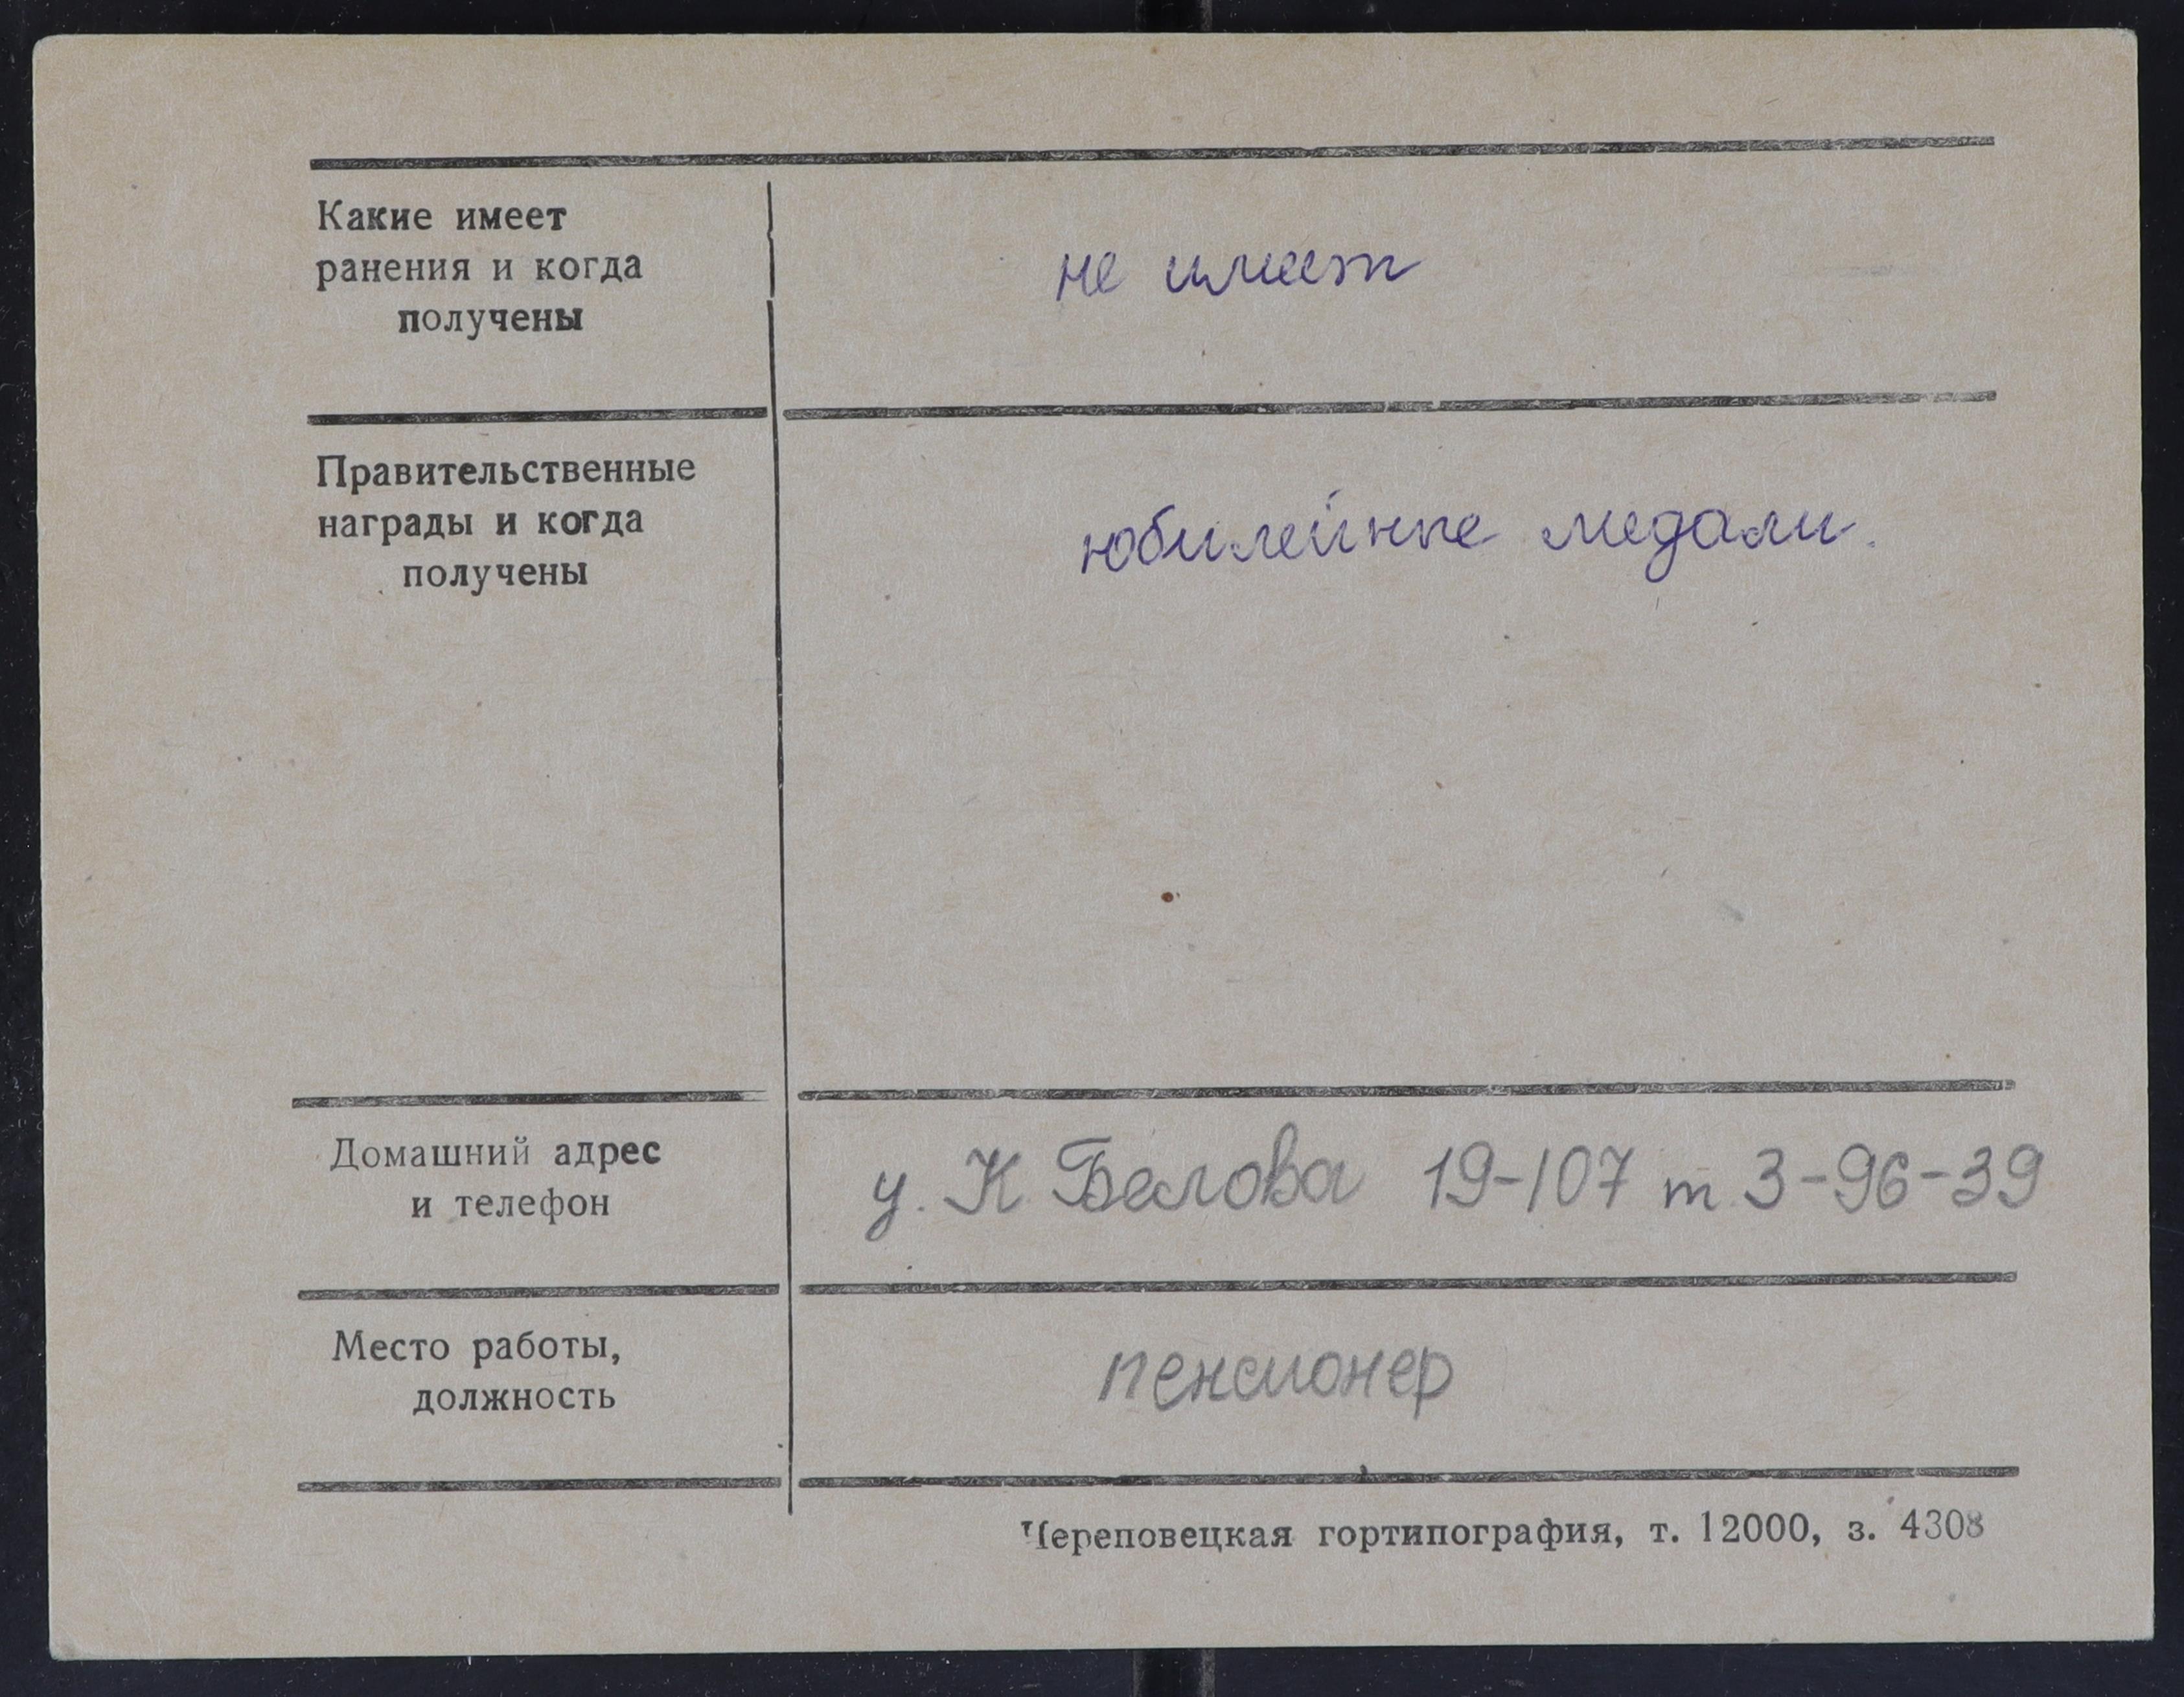 Какие имеет
ранения и когда
получены
не имеет
Правительственные
награды и когда
получены
юбилейные медали.
Домашний адрес
и телефон
у. К Белова 19-107 т. 3-96-39
Место работы,
должность
пенсионер
Череповецкая гортипография, т. 12000, з. 4308